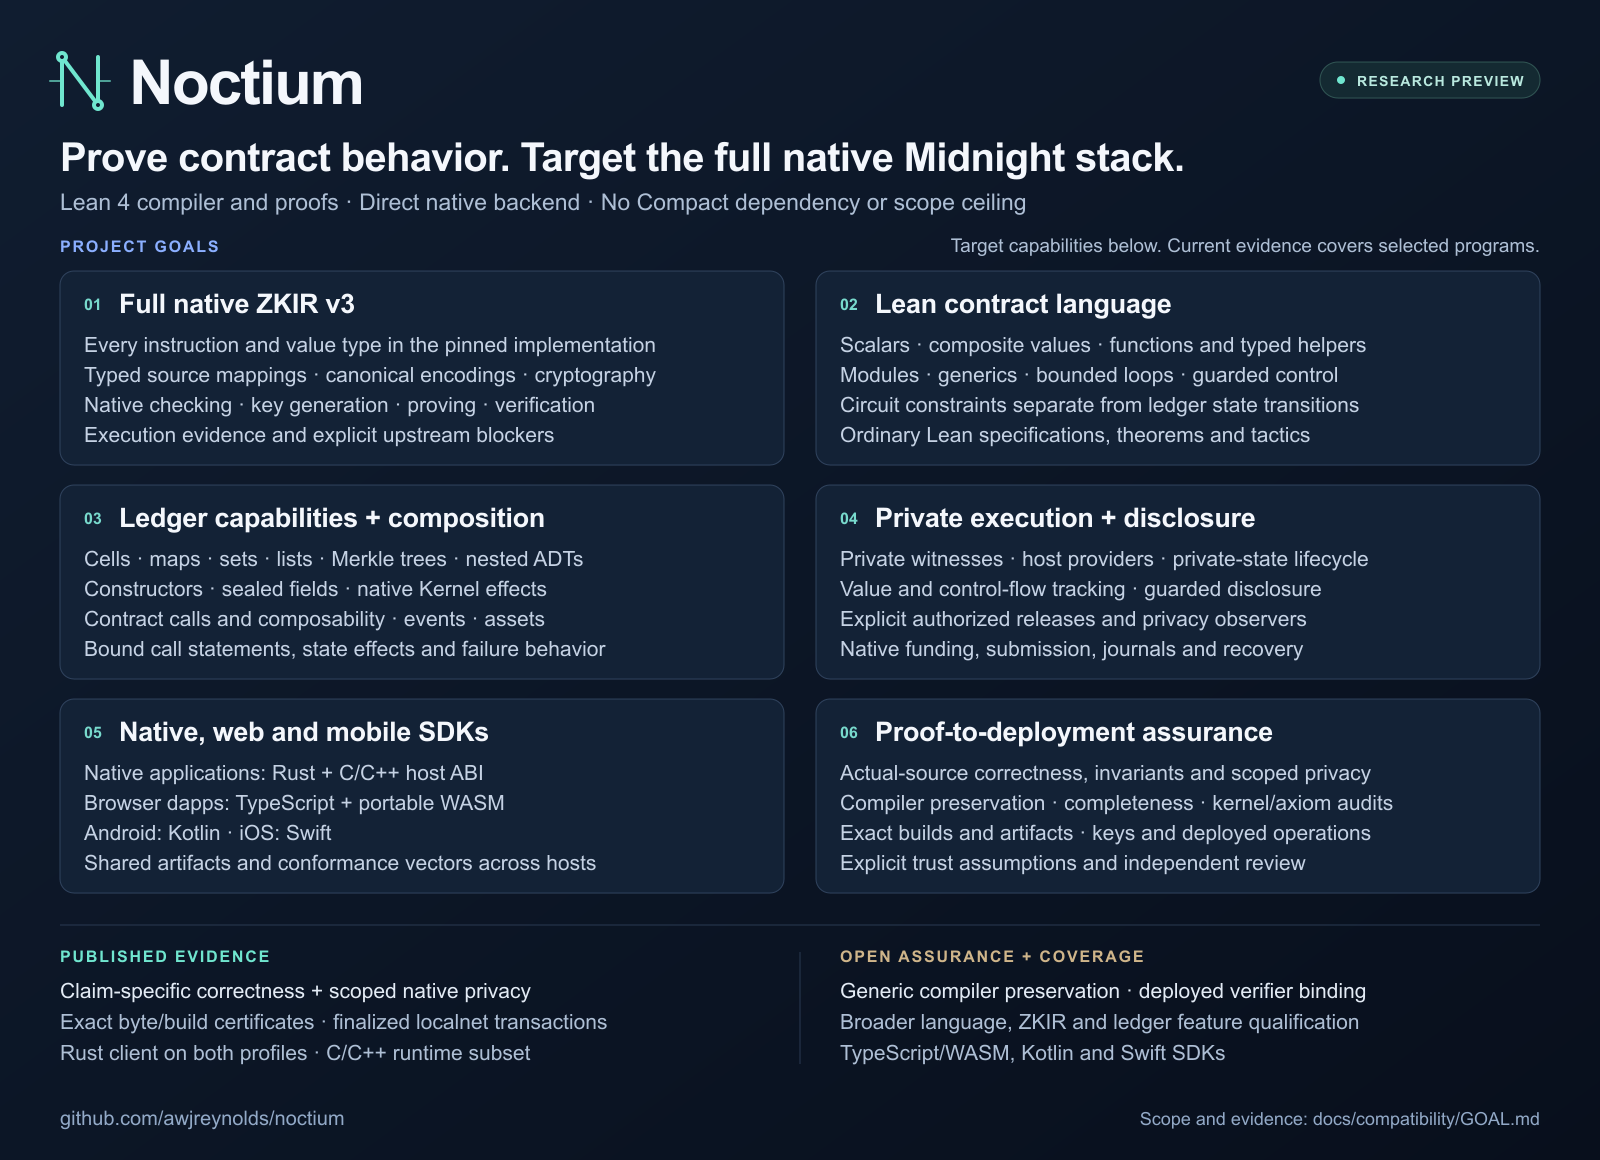 Noctium
RESEARCH PREVIEW
Prove contract behavior. Target the full native Midnight stack.
Lean 4 compiler and proofs · Direct native backend · No Compact dependency or scope ceiling
PROJECT GOALS
Target capabilities below. Current evidence covers selected programs.
01 Full native ZKIR v3
Every instruction and value type in the pinned implementation
Typed source mappings · canonical encodings · cryptography
Native checking · key generation · proving · verification
Execution evidence and explicit upstream blockers
02 Lean contract language
Scalars · composite values · functions and typed helpers
Modules · generics · bounded loops · guarded control
Circuit constraints separate from ledger state transitions
Ordinary Lean specifications, theorems and tactics
03 Ledger capabilities + composition
Cells · maps · sets · lists · Merkle trees · nested ADTs
Constructors · sealed fields · native Kernel effects
Contract calls and composability · events · assets
Bound call statements, state effects and failure behavior
04 Private execution + disclosure
Private witnesses · host providers · private-state lifecycle
Value and control-flow tracking · guarded disclosure
Explicit authorized releases and privacy observers
Native funding, submission, journals and recovery
05 Native, web and mobile SDKs
Native applications: Rust + C/C++ host ABI
Browser dapps: TypeScript + portable WASM
Android: Kotlin · iOS: Swift
Shared artifacts and conformance vectors across hosts
06 Proof-to-deployment assurance
Actual-source correctness, invariants and scoped privacy
Compiler preservation · completeness · kernel/axiom audits
Exact builds and artifacts · keys and deployed operations
Explicit trust assumptions and independent review
PUBLISHED EVIDENCE
Claim-specific correctness + scoped native privacy
Exact byte/build certificates · finalized localnet transactions
Rust client on both profiles · C/C++ runtime subset
OPEN ASSURANCE + COVERAGE
Generic compiler preservation · deployed verifier binding
Broader language, ZKIR and ledger feature qualification
TypeScript/WASM, Kotlin and Swift SDKs
github.com/awjreynolds/noctium
Scope and evidence: docs/compatibility/GOAL.md